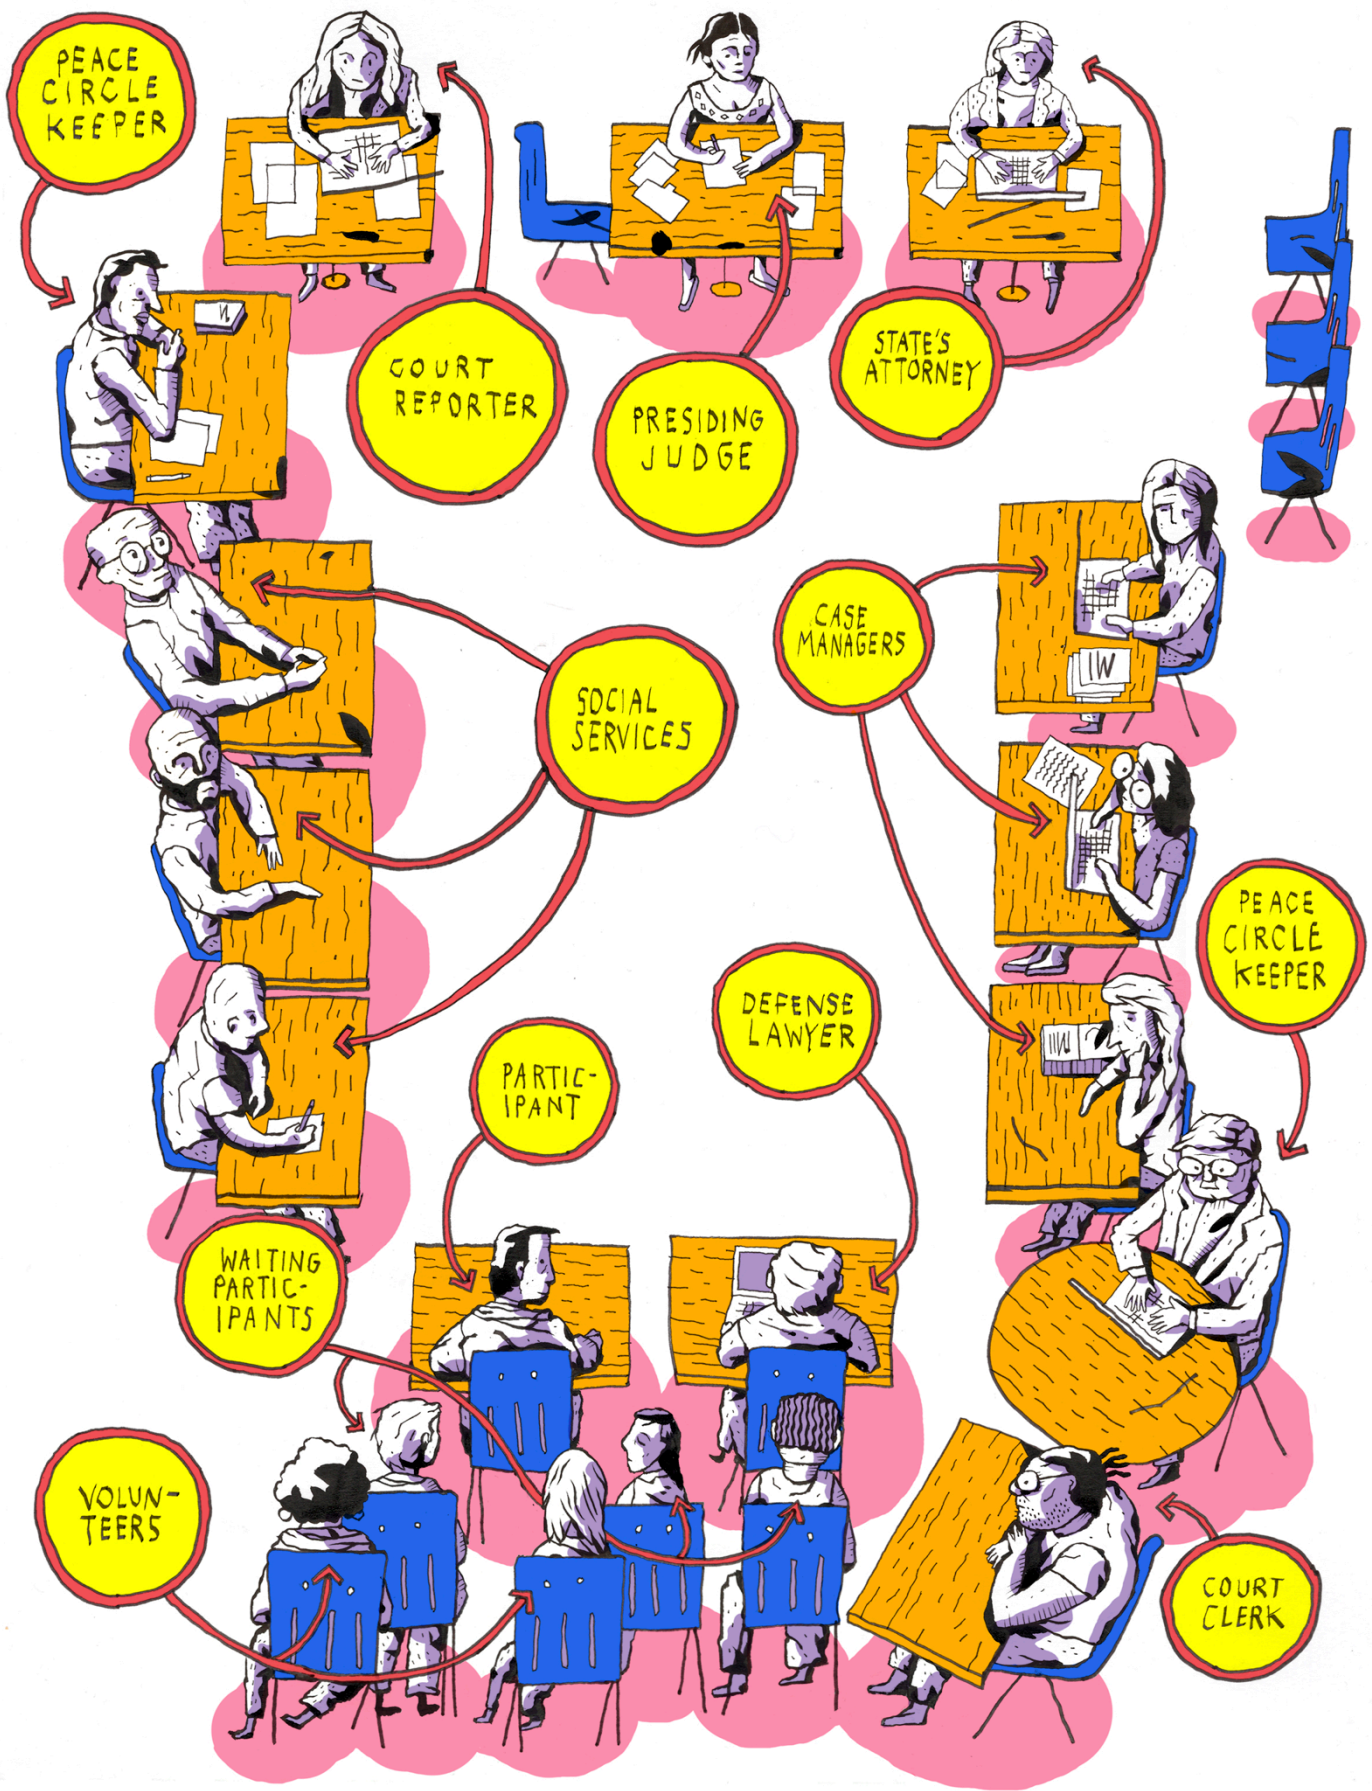 PEACE
CIRCLE
KEEPER
COURT
REPORTER
PRESIDING
JUDGE
STATE'S
ATTORNEY
SOCIAL
SERVICES
CASE
MANAGERS
PEACE
CIRCLE
KEEPER
DEFENSE
LAWYER
PARTIC-
IPANT
WAITING
PARTIC-
IPANTS
VOLUN-
TEERS
COURT
CLERK